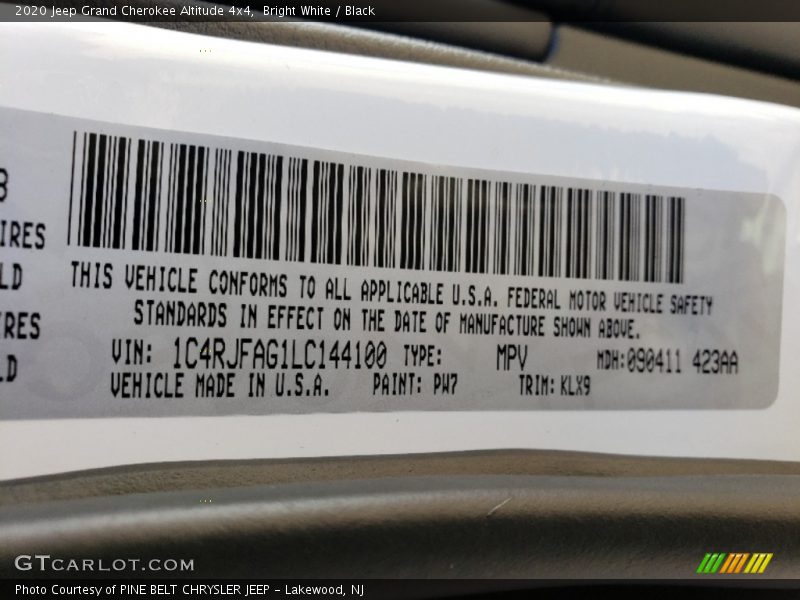 2020 Jeep Grand Cherokee Altitude 4x4, Bright White / Black
IRES
LD
IRES
LD
THIS VEHICLE CONFORMS TO ALL APPLICABLE U.S.A. FEDERAL MOTOR VEHICLE SAFETY
STANDARDS IN EFFECT ON THE DATE OF MANUFACTURE SHOWN ABOVE.
VIN: 1C4RJFAG1LC144100 TYPE: MPV MDH:090411 423AA
VEHICLE MADE IN U.S.A. PAINT: PW7 TRIM: KLX9
GTCARLOT.COM
Photo Courtesy of PINE BELT CHRYSLER JEEP - Lakewood, NJ